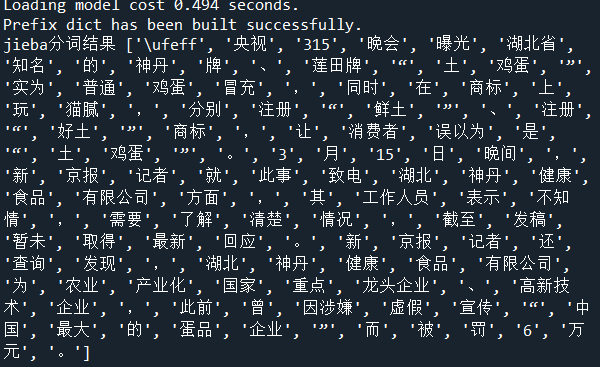 Loading model cost 0.494 seconds.
Prefix dict has been built successfully.
jieba分词结果 ['\ufeff', '央视', '315', '晚会', '曝光', '湖北省',
'知名', '的', '神丹', '牌', '、', '莲田牌', '“', '土', '鸡蛋', '”',
'实为', '普通', '鸡蛋', '冒充', ',', '同时', '在', '商标', '上',
'玩', '猫腻', ',', '分别', '注册', '“', '鲜土', '”', '、', '注册',
'“', '好土', '”', '商标', ',', '让', '消费者', '误以为', '是',
'“', '土', '鸡蛋', '”', '。', '3', '月', '15', '日', '晚间', ',',
'新', '京报', '记者', '就', '此事', '致电', '湖北', '神丹', '健康',
'食品', '有限公司', '方面', ',', '其', '工作人员', '表示', '不知
情', ',', '需要', '了解', '清楚', '情况', ',', '截至', '发稿',
'暂未', '取得', '最新', '回应', '。', '新', '京报', '记者', '还',
'查询', '发现', ',', '湖北', '神丹', '健康', '食品', '有限公司',
'为', '农业', '产业化', '国家', '重点', '龙头企业', '、', '高新技
术', '企业', ',', '此前', '曾', '因涉嫌', '虚假', '宣传', '“', '中
国', '最大', '的', '蛋品', '企业', '”', '而', '被', '罚', '6', '万
元', '。']